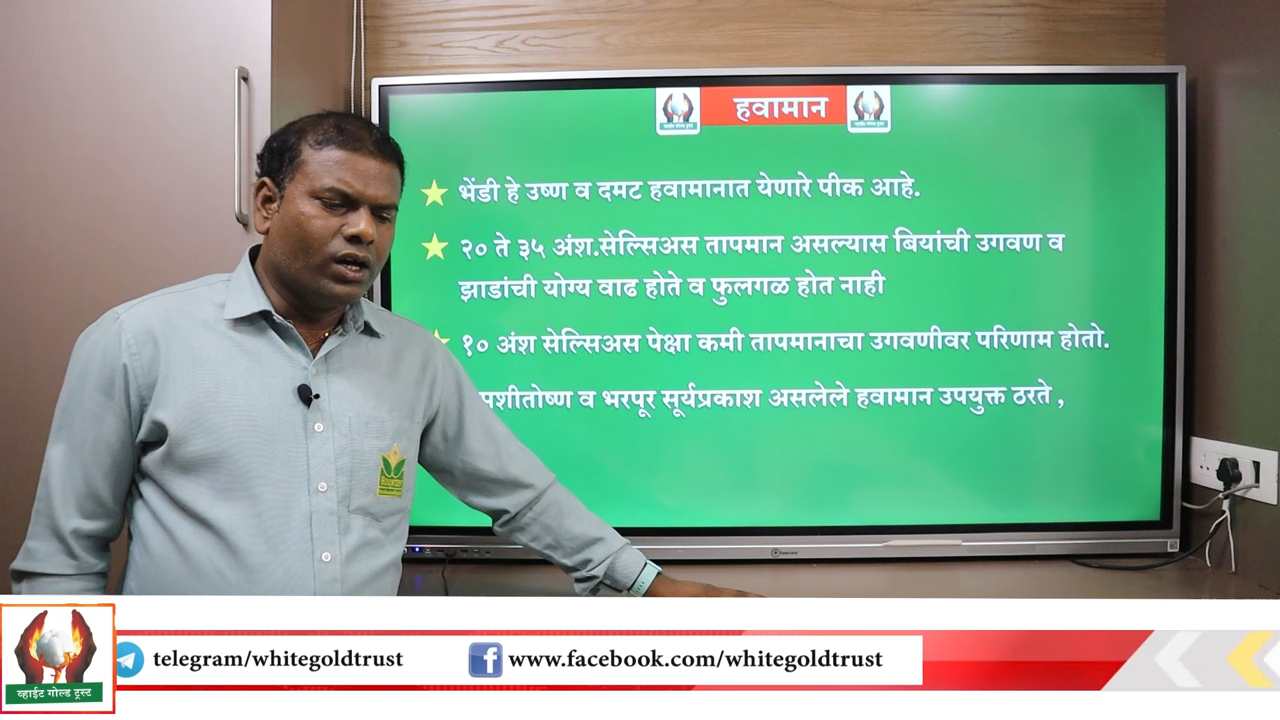 हवामान
भेंडी हे उष्ण व दमट हवामानात येणारे पीक आहे.
२० ते ३५ अंश.सेल्सिअस तापमान असल्यास बियांची उगवण व
झाडांची योग्य वाढ होते व फुलगळ होत नाही
१० अंश सेल्सिअस पेक्षा कमी तापमानाचा उगवणीवर परिणाम होतो.
व भरपूर सूर्यप्रकाश असलेले हवामान उपयुक्त ठरते ,
telegram/whitegoldtrust
www.facebook.com/whitegoldtrust
व्हाईट गोल्ड ट्रस्ट